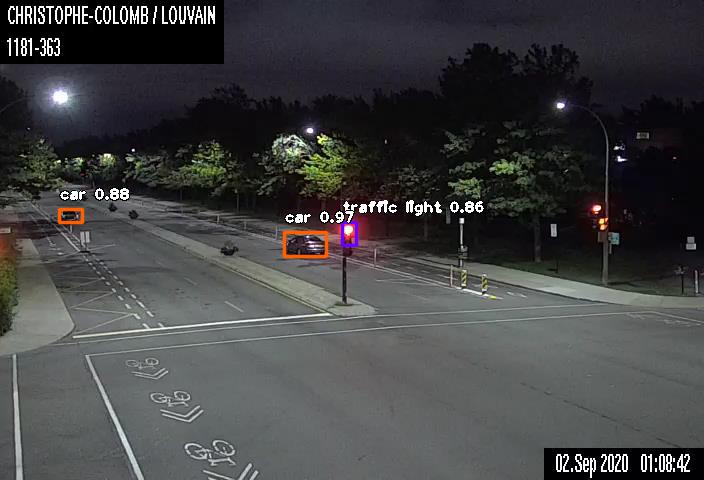 CHRISTOPHE-COLOMB / LOUVAIN
1181-363
car 0.88
car 0.97
traffic light 0.86
02.Sep 2020 01:08:42